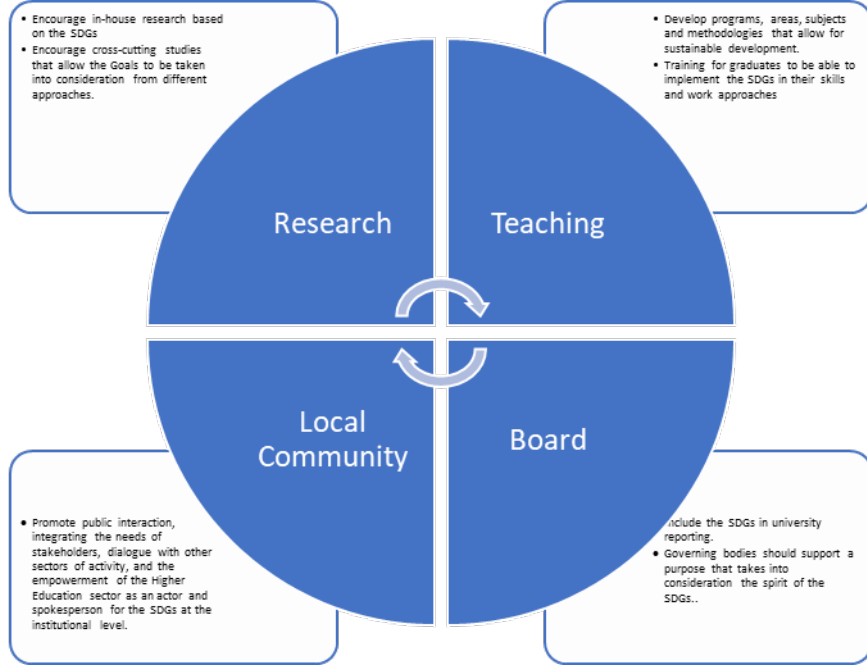 • Encourage in-house research based
on the SDGs
• Encourage cross-cutting studies
that allow the Goals to be taken
into consideration from different
approaches.
• Develop programs, areas, subjects
and methodologies that allow for
sustainable development.
• Training for graduates to be able to
implement the SDGs in their skills
and work approaches
Research
Teaching
Local
Community
Board
• Promote public interaction,
integrating the needs of
stakeholders, dialogue with other
sectors of activity, and the
empowerment of the Higher
Education sector as an actor and
spokesperson for the SDGs at the
institutional level.
include the SDGs in university
reporting.
• Governing bodies should support a
purpose that takes into
consideration the spirit of the
SDGs..